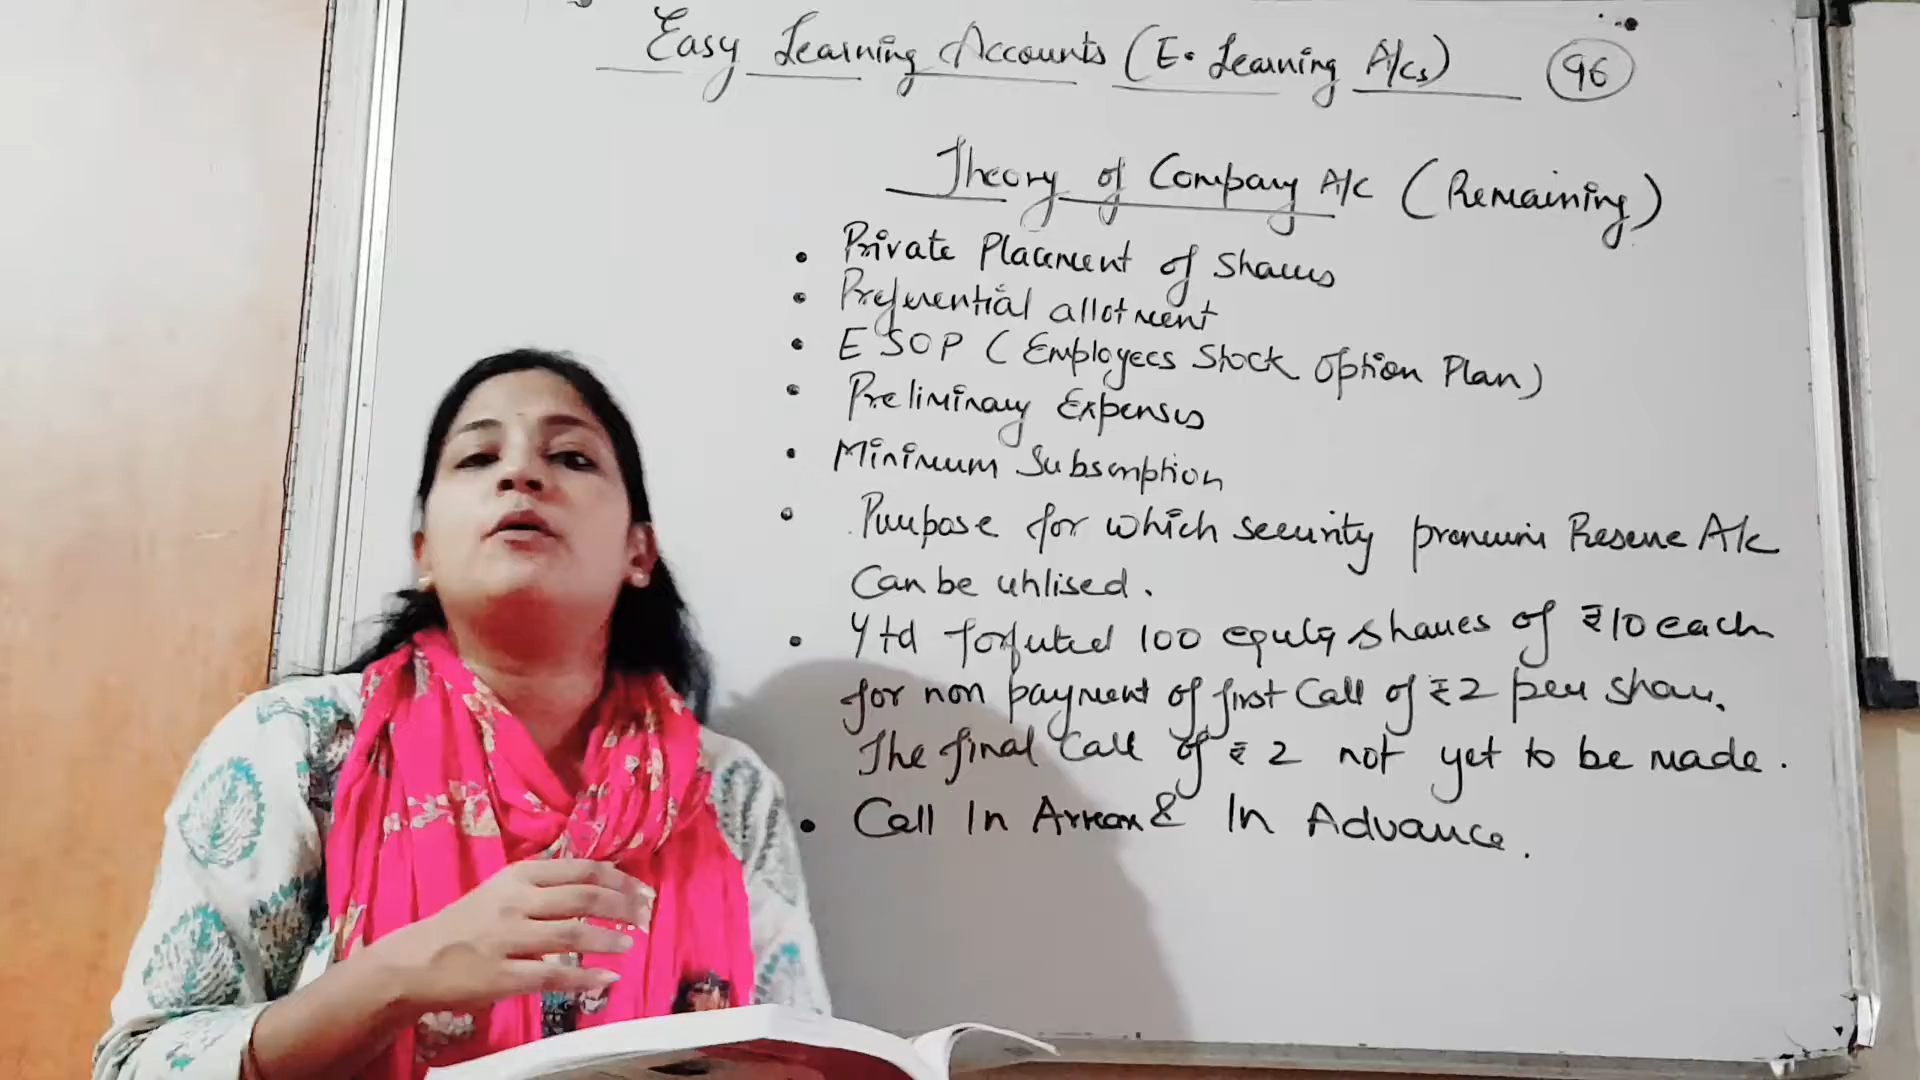 Easy Learning Accounts (E. Learning A/cs) 96
Theory of Company A/c (Remaining)
• Private Placement of Shares
• Preferential allotment
• ESOP (Employees Stock Option Plan)
• Preliminary Expenses
• Minimum Subscription
• Purpose for which security premium Reserve A/c
Can be utilised.
• Y ltd forfeited 100 equity shares of ₹10 each
for non payment of first Call of ₹2 per share.
The final Call of ₹2 not yet to be made.
• Call In Arrear & In Advance.